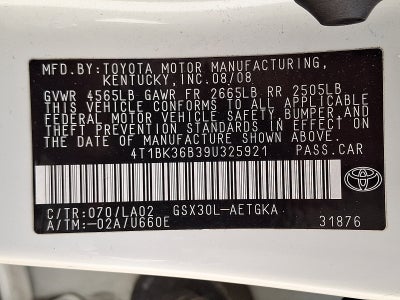 MFD.BY:TOYOTA MOTOR MANUFACTURING,
KENTUCKY,INC.08/08
GVWR 4565LB GAWR FR 2665LB RR 2505LB
THIS VEHICLE CONFORMS TO ALL APPLICABLE
FEDERAL MOTOR VEHICLE SAFETY,BUMPER,AND
THEFT PREVENTION STANDARDS IN EFFECT ON
THE DATE OF MANUFACTURE SHOWN ABOVE.
4T1BK36B39U325921 PASS.CAR
C/TR:070/LA02 GSX30L-AETGKA
A/TM:-02A/U660E 31876